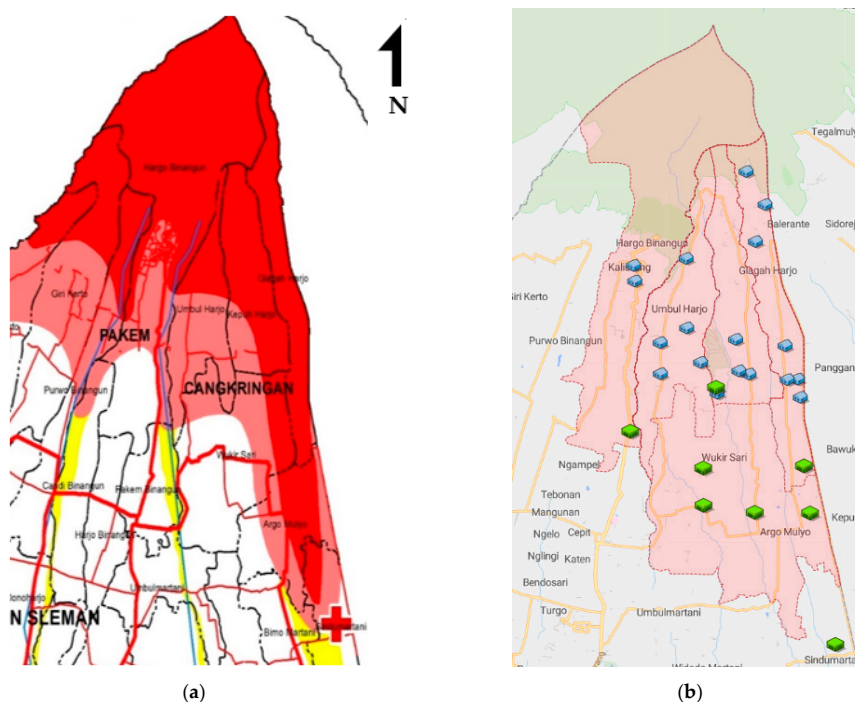 N
Hargo Binangun
Giri Kerto
Glagah Harjo
Umbul Harjo
Kepuh Harjo
PAKEM
Purwo Binangun
CANGKRINGAN
Wukir Sari
Candi Binangun
Pakem Binangun
Argo Mulyo
Harjo Binangun
Umbulmartani
onoharjo
N SLEMAN
Bimo Martani
(a)
Tegalmuly
Balerante
Sidorej
Hargo Binangun
Glagah Harjo
Giri Kerto
Umbul Harjo
Purwo Binangun
Panggan
Wukir Sari
Bawuk
Ngampel
Tebonan
Mangunan
Ngelo
Cepit
Argo Mulyo
Kepu
Nglingi
Katen
Bendosari
Turgo
Umbulmartani
Sindumarta
(b)